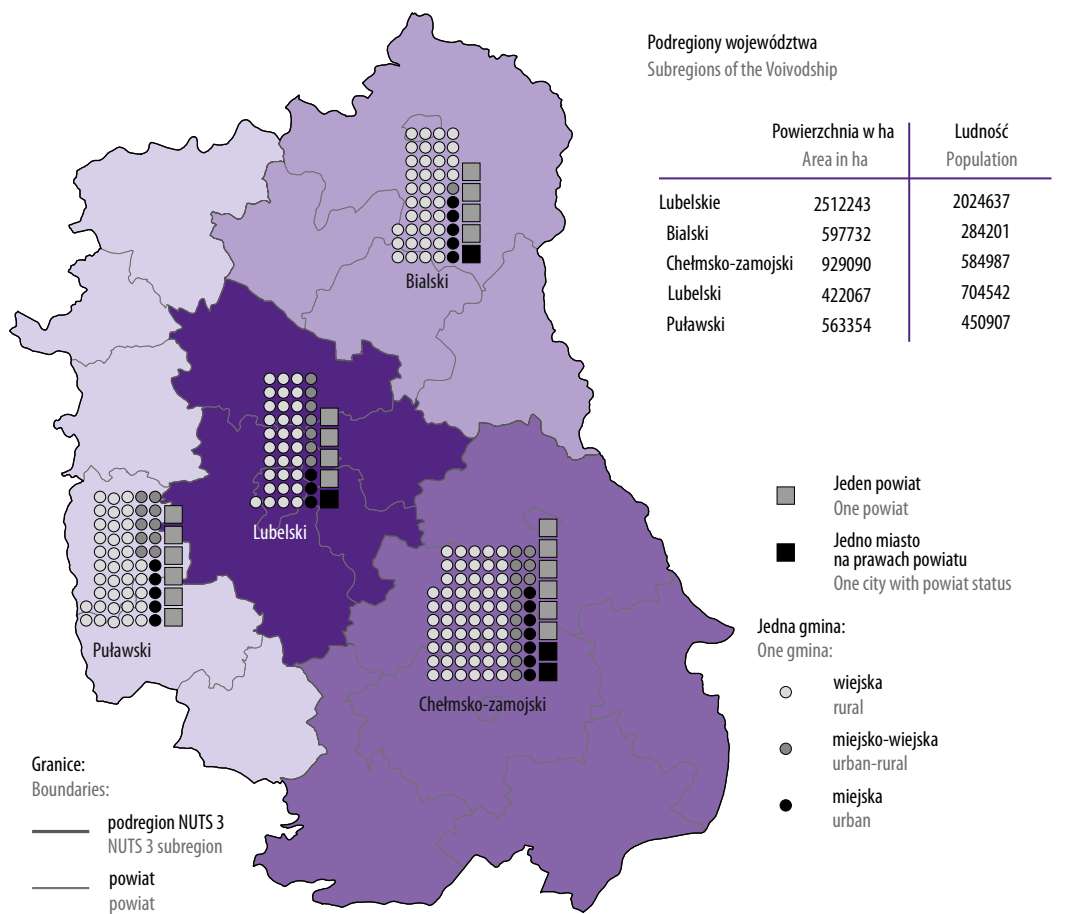 Podregiony województwa
Subregions of the Voivodship
Powierzchnia w ha Ludność
Area in ha Population
Lubelskie 2512243 2024637
Bialski 597732 284201
Chełmsko-zamojski 929090 584987
Lubelski 422067 704542
Puławski 563354 450907
Bialski
Lubelski
Puławski
Chełmsko-zamojski
Jeden powiat
One powiat
Jedno miasto
na prawach powiatu
One city with powiat status
Jedna gmina:
One gmina:
wiejska
rural
miejsko-wiejska
urban-rural
miejska
urban
Granice:
Boundaries:
podregion NUTS 3
NUTS 3 subregion
powiat
powiat